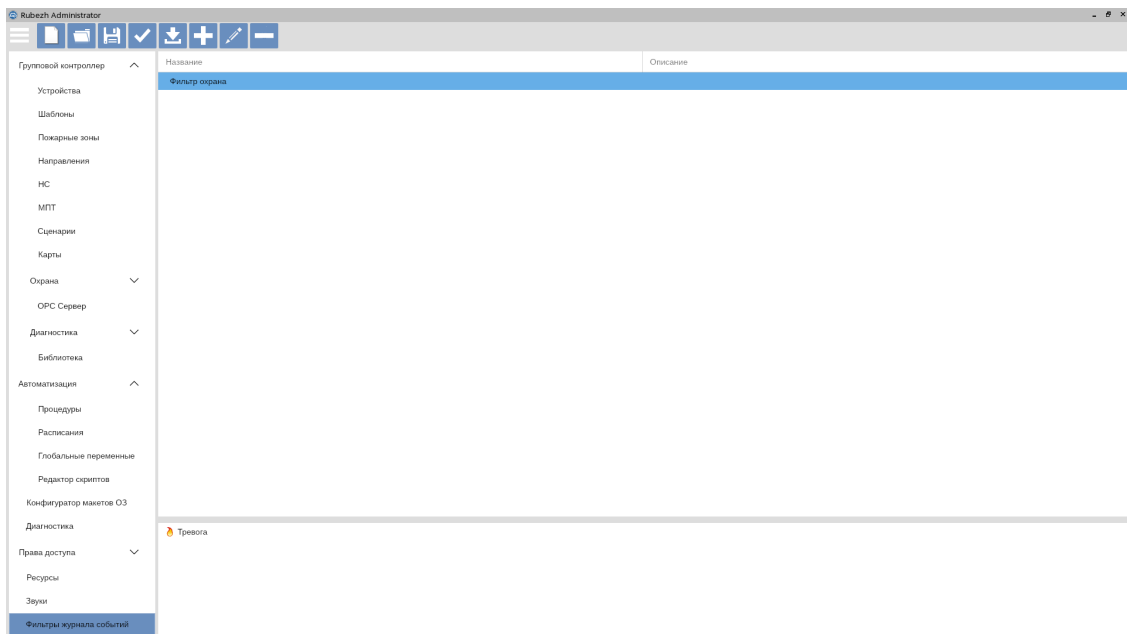 Rubezh Administrator
Групповой контроллер
Устройства
Шаблоны
Пожарные зоны
Направления
НС
МПТ
Сценарии
Карты
Охрана
ОРС Сервер
Диагностика
Библиотека
Автоматизация
Процедуры
Расписания
Глобальные переменные
Редактор скриптов
Конфигуратор макетов ОЗ
Диагностика
Права доступа
Ресурсы
Звуки
Фильтры журнала событий
Название Описание
Фильтр охрана
Тревога